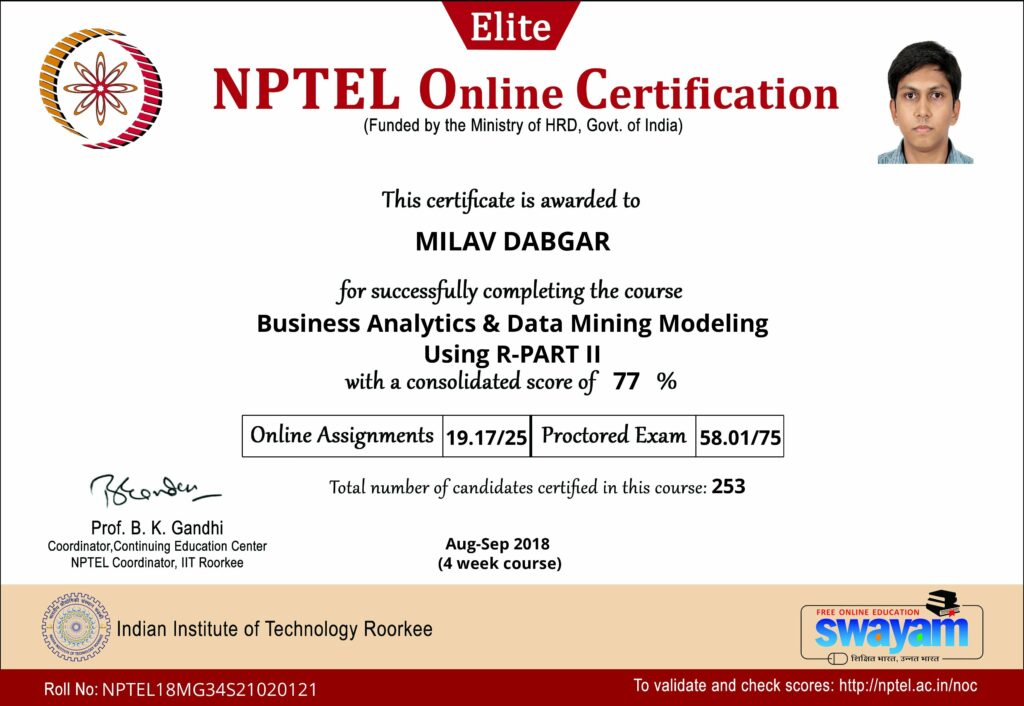 Elite
NPTEL Online Certification
(Funded by the Ministry of HRD, Govt. of India)
This certificate is awarded to
MILAV DABGAR
for successfully completing the course
Business Analytics & Data Mining Modeling
Using R-PART II
with a consolidated score of 77 %
Online Assignments 19.17/25 Proctored Exam 58.01/75
Total number of candidates certified in this course: 253
Prof. B. K. Gandhi
Coordinator,Continuing Education Center
NPTEL Coordinator, IIT Roorkee
Aug-Sep 2018
(4 week course)
Indian Institute of Technology Roorkee
FREE ONLINE EDUCATION
swayam
शिक्षित भारत, उन्नत भारत
Roll No: NPTEL18MG34S21020121
To validate and check scores: http://nptel.ac.in/noc